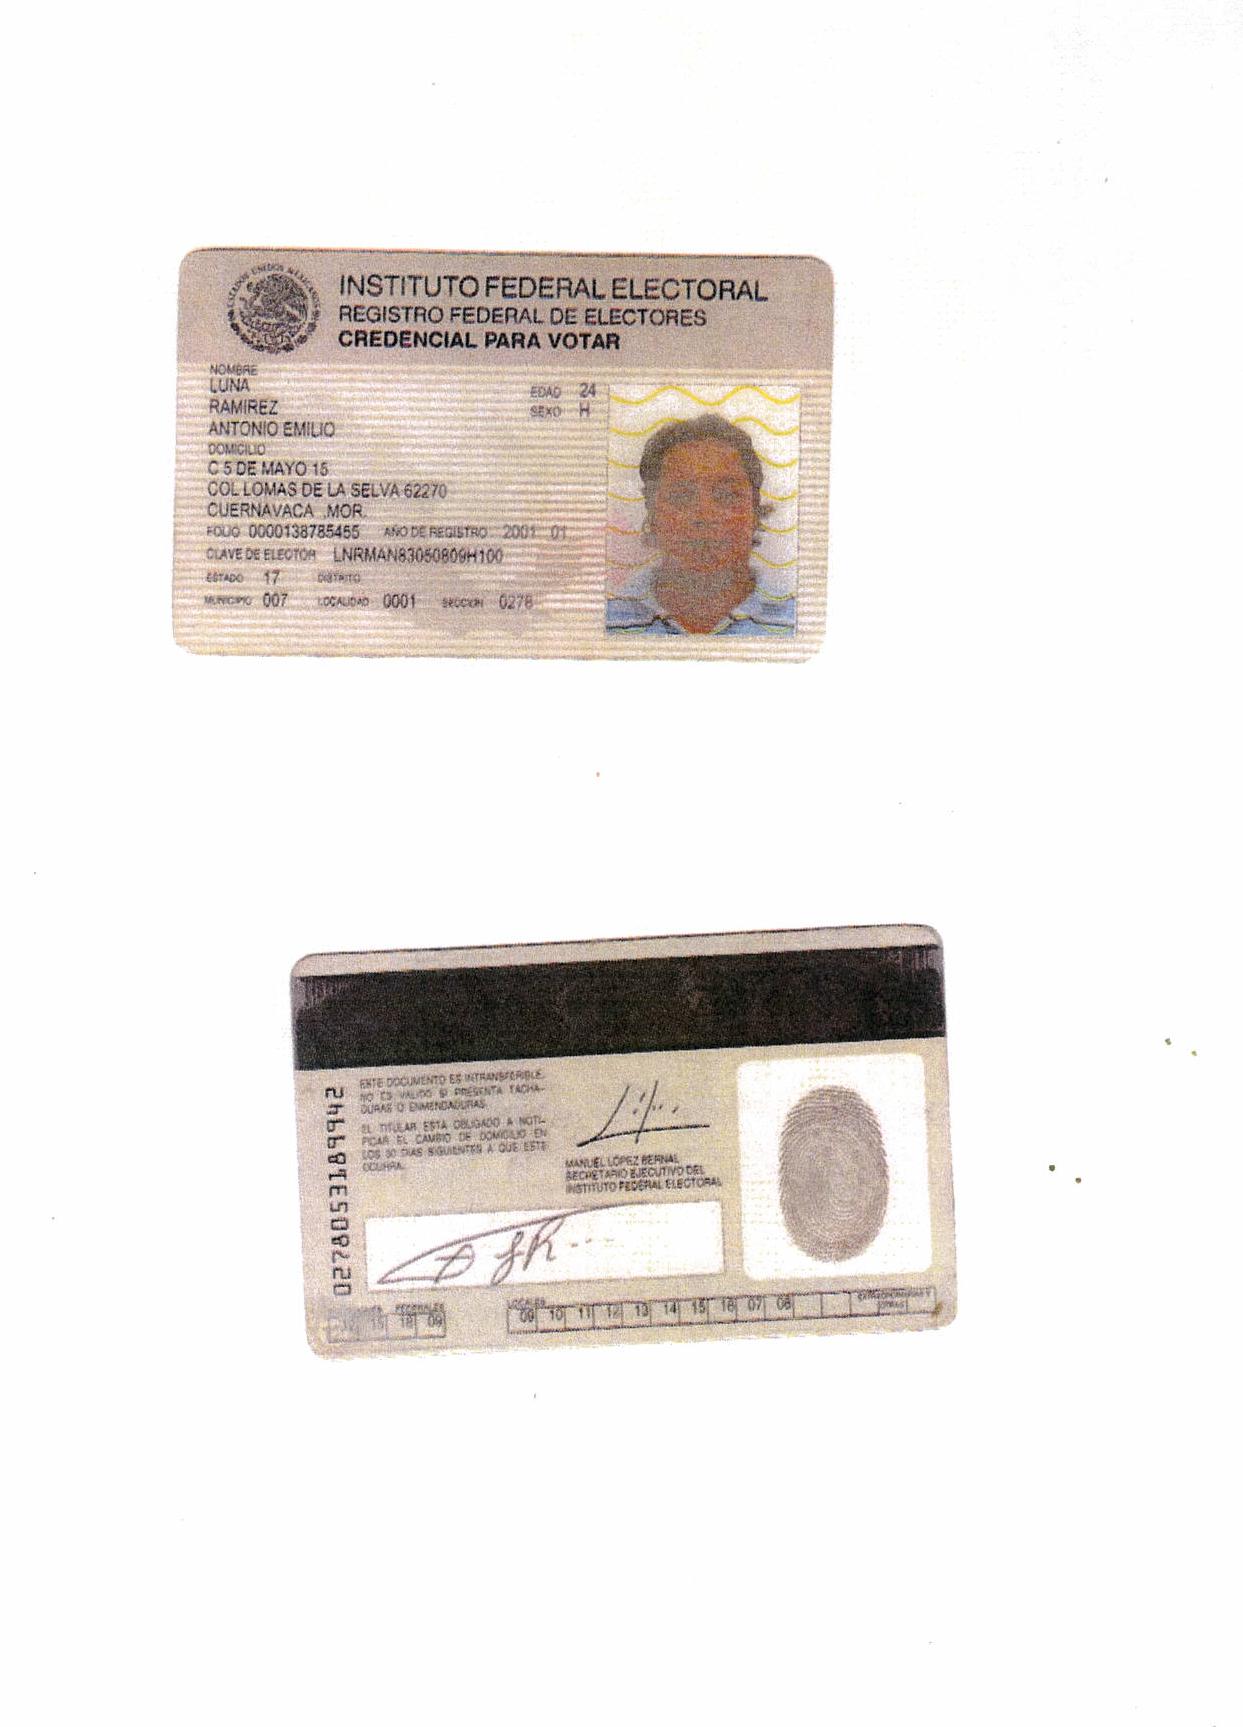 ESTADOS UNIDOS MEXICANOS
INSTITUTO FEDERAL ELECTORAL
REGISTRO FEDERAL DE ELECTORES
CREDENCIAL PARA VOTAR
NOMBRE
LUNA
RAMIREZ
ANTONIO EMILIO
EDAD 24
SEXO H
DOMICILIO
C 5 DE MAYO 15
COL LOMAS DE LA SELVA 62270
CUERNAVACA ,MOR.
FOLIO 0000138785455 AÑO DE REGISTRO 2001 01
CLAVE DE ELECTOR LNRMAN83050809H100
ESTADO 17 DISTRITO
MUNICIPIO 007 LOCALIDAD 0001 SECCION 0278
ESTE DOCUMENTO ES INTRANSFERIBLE.
NO ES VALIDO SI PRESENTA TACHA-
DURAS O ENMENDADURAS.
EL TITULAR ESTA OBLIGADO A NOTI-
FICAR EL CAMBIO DE DOMICILIO EN
LOS 30 DIAS SIGUIENTES A QUE ESTE
OCURRA.
MANUEL LÓPEZ BERNAL
SECRETARIO EJECUTIVO DEL
INSTITUTO FEDERAL ELECTORAL
0278053189942
FEDERALES
15 18 09
LOCALES
09 10 11 12 13 14 15 16 07 08
EXTRAORDINARIAS Y
OTRAS